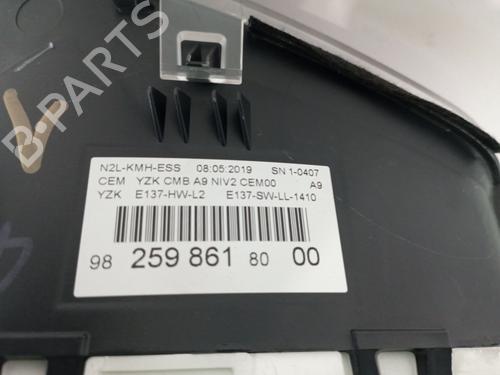 B-PARTS
N2L-KMH-ESS 08:05:2019 SN 1-0407
CEM YZK CMB A9 NIV2 CEM00 A9
YZK E137-HW-L2 E137-SW-LL-1410
98 259 861 80 00